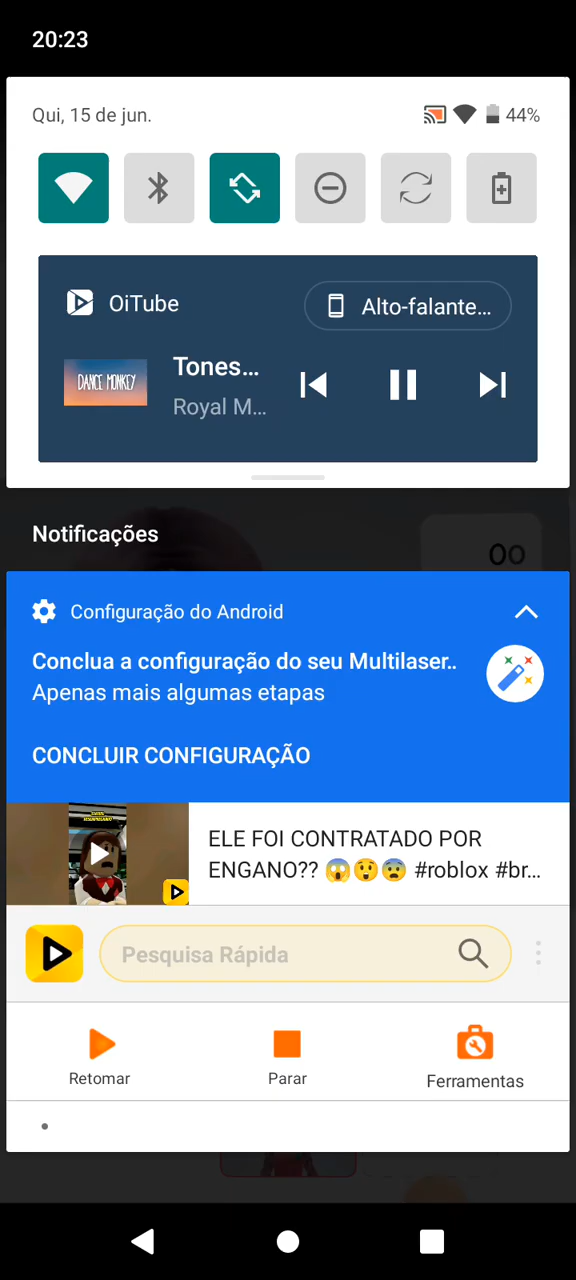 20:23
Qui, 15 de jun.
44%
OiTube
Alto-falante...
DANCE MONKEY
Tones...
Royal M...
Notificações
00
Configuração do Android
Conclua a configuração do seu Multilaser..
Apenas mais algumas etapas
CONCLUIR CONFIGURAÇÃO
ELE FOI CONTRATADO POR
ENGANO?? 😱😲😨 #roblox #br...
Pesquisa Rápida
Retomar
Parar
Ferramentas